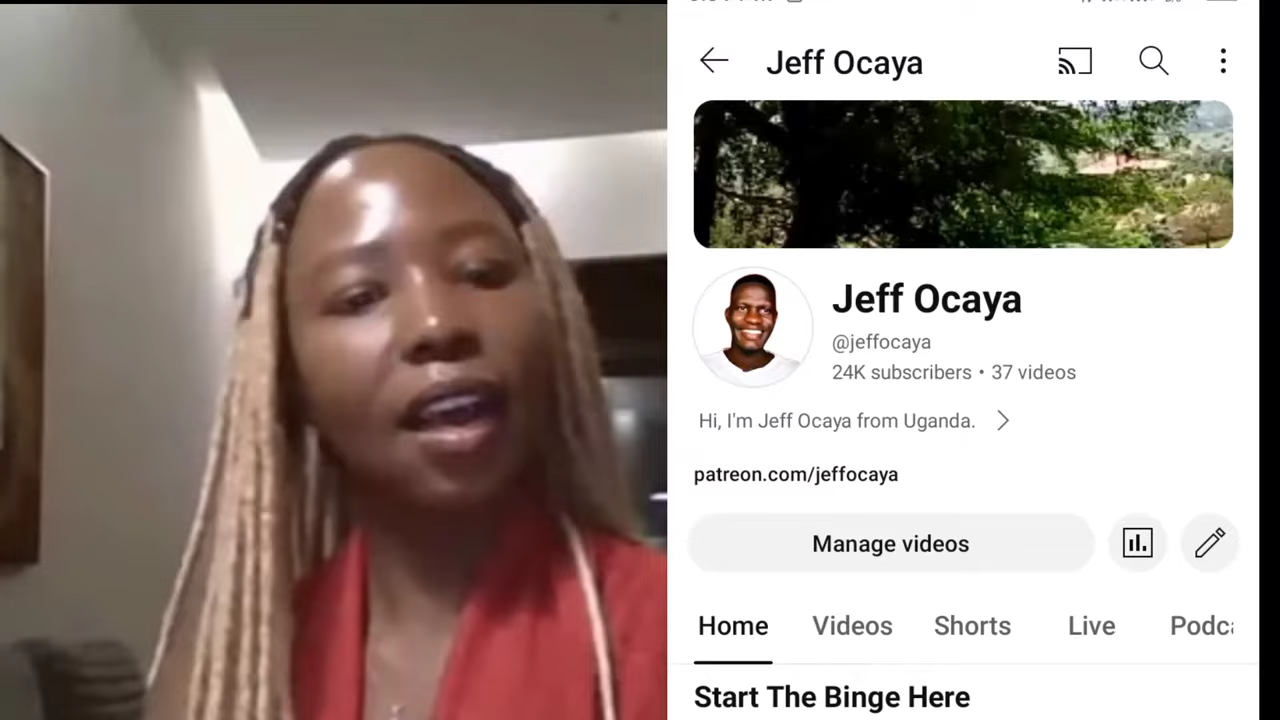 Jeff Ocaya
Jeff Ocaya
@jeffocaya
24K subscribers • 37 videos
Hi, I'm Jeff Ocaya from Uganda.
patreon.com/jeffocaya
Manage videos
Home Videos Shorts Live
Start The Binge Here